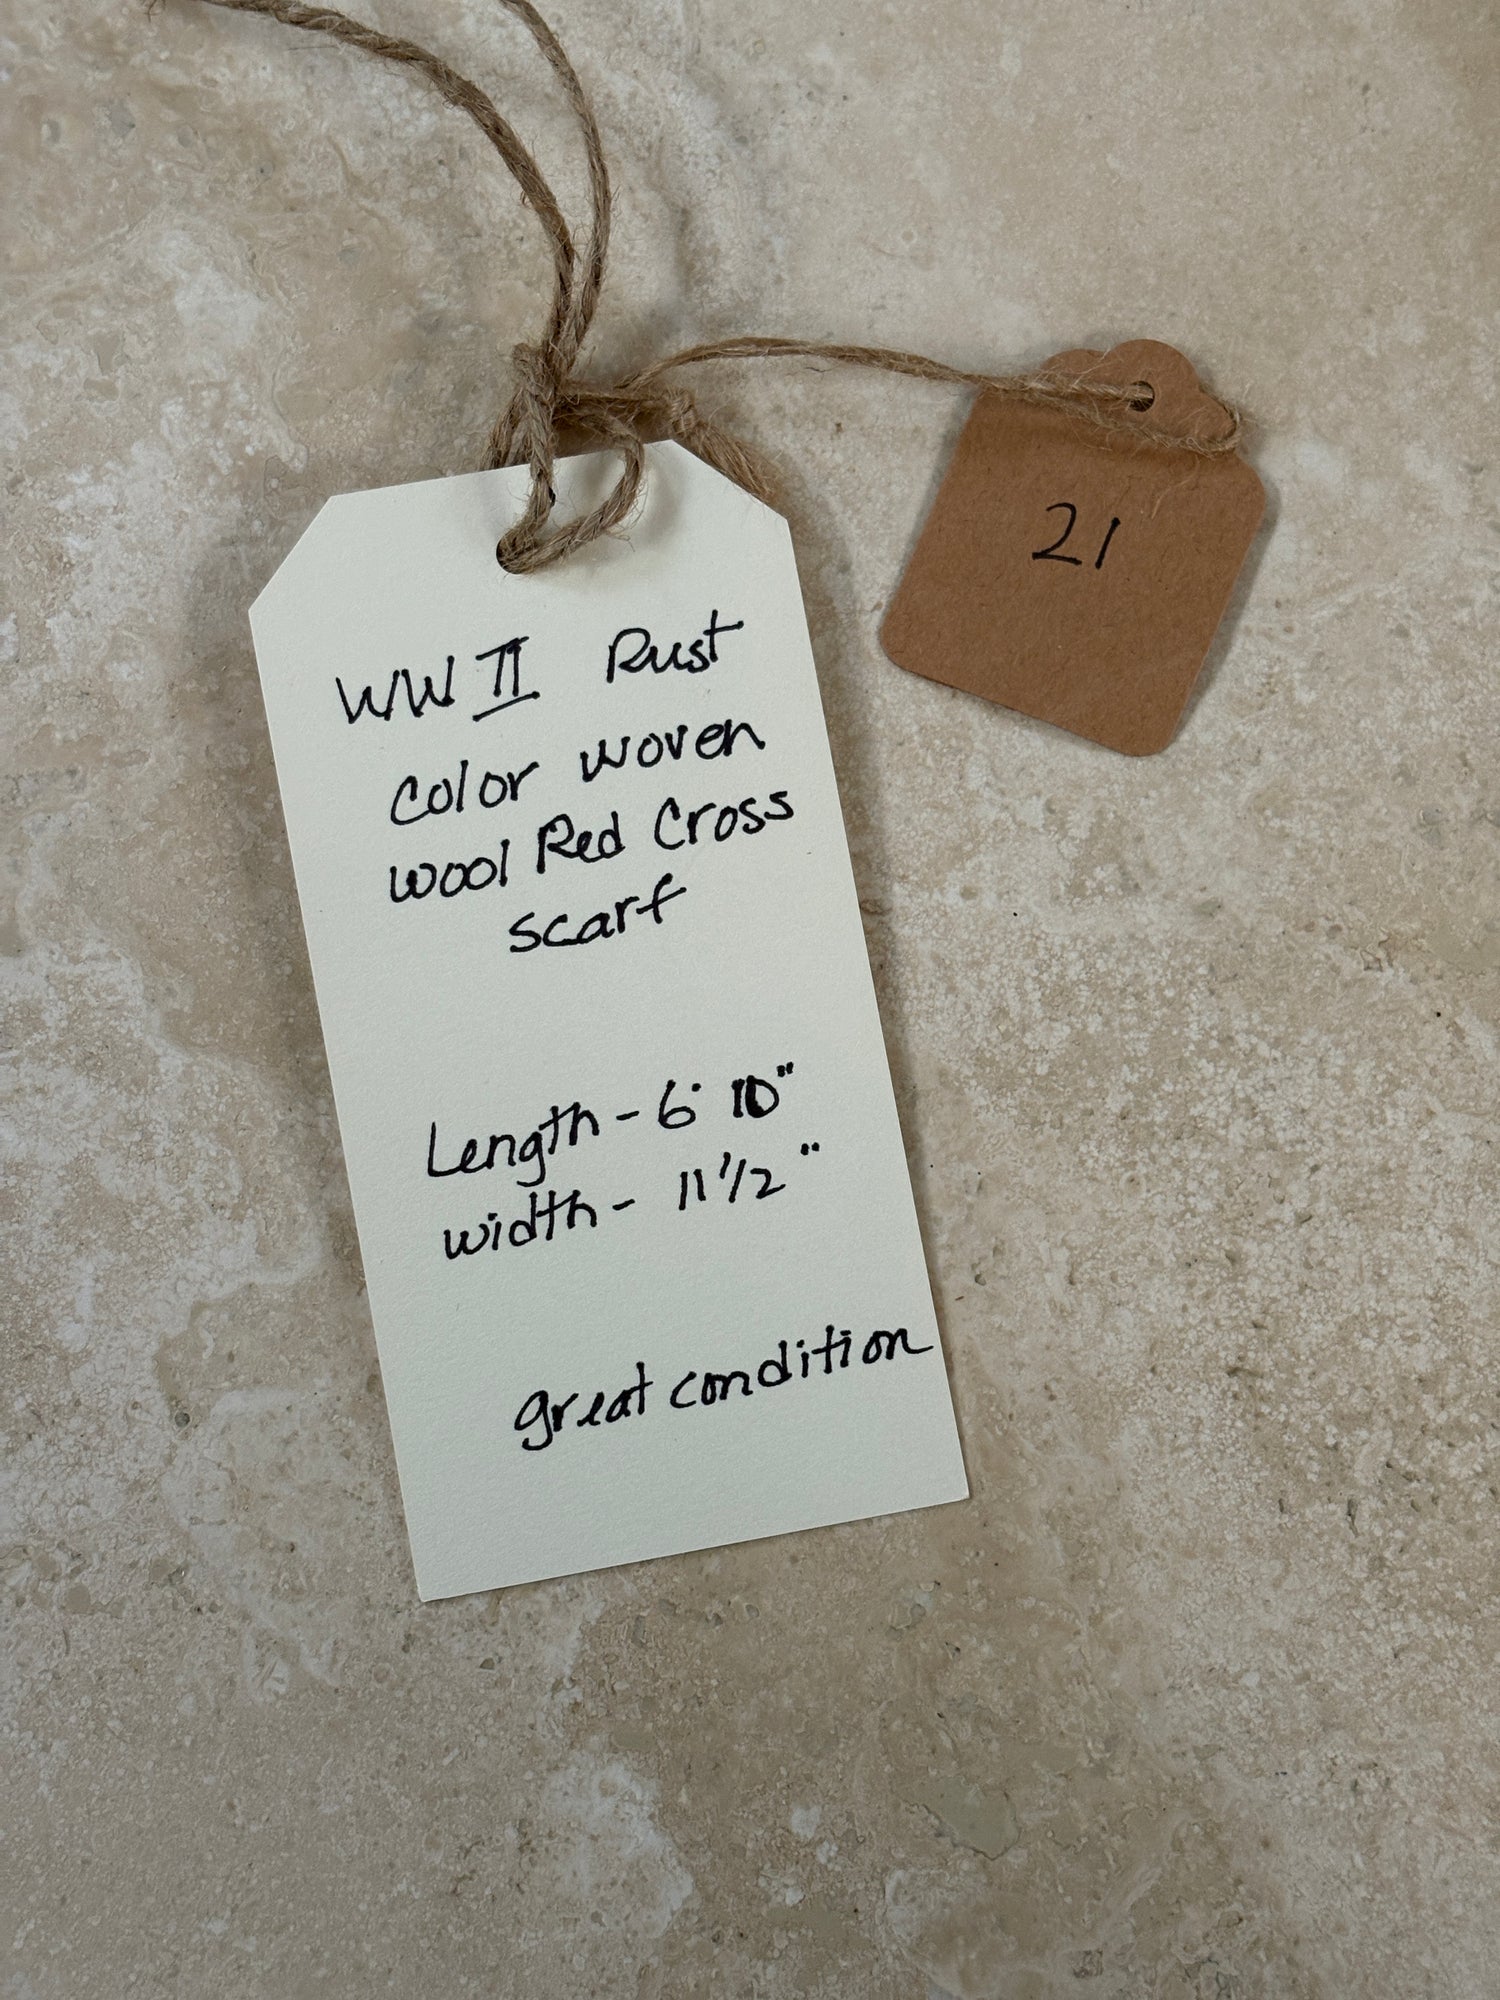 21
WW II Rust
color woven
wool Red Cross
scarf
Length - 6' 10"
width - 11 1/2 "
great condition